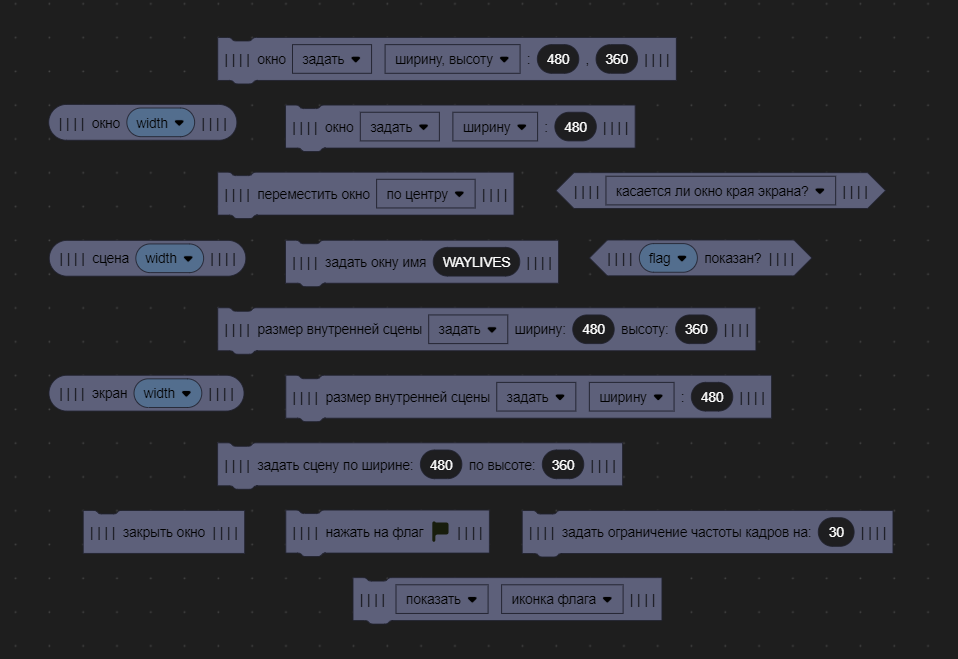 окно задать ширину, высоту : 480 , 360
окно width
окно задать ширину : 480
переместить окно по центру
касается ли окно края экрана?
сцена width
задать окну имя WAYLIVES
flag показан?
размер внутренней сцены задать ширину: 480 высоту: 360
экран width
размер внутренней сцены задать ширину : 480
задать сцену по ширине: 480 по высоте: 360
закрыть окно
нажать на флаг
задать ограничение частоты кадров на: 30
показать иконка флага